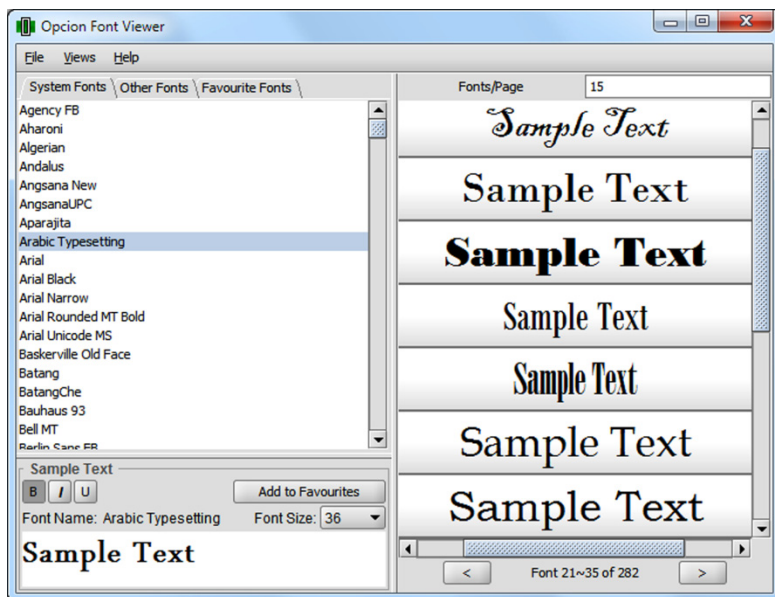 Opcion Font Viewer
File Views Help
System Fonts Other Fonts Favourite Fonts
Agency FB
Aharoni
Algerian
Andalus
Angsana New
AngsanaUPC
Aparajita
Arabic Typesetting
Arial
Arial Black
Arial Narrow
Arial Rounded MT Bold
Arial Unicode MS
Baskerville Old Face
Batang
BatangChe
Bauhaus 93
Bell MT
Berlin Sans FB
Sample Text
B I U Add to Favourites
Font Name: Arabic Typesetting Font Size: 36
Sample Text
Fonts/Page 15
Sample Text
Sample Text
Sample Text
Sample Text
Sample Text
Sample Text
Sample Text
< Font 21~35 of 282 >